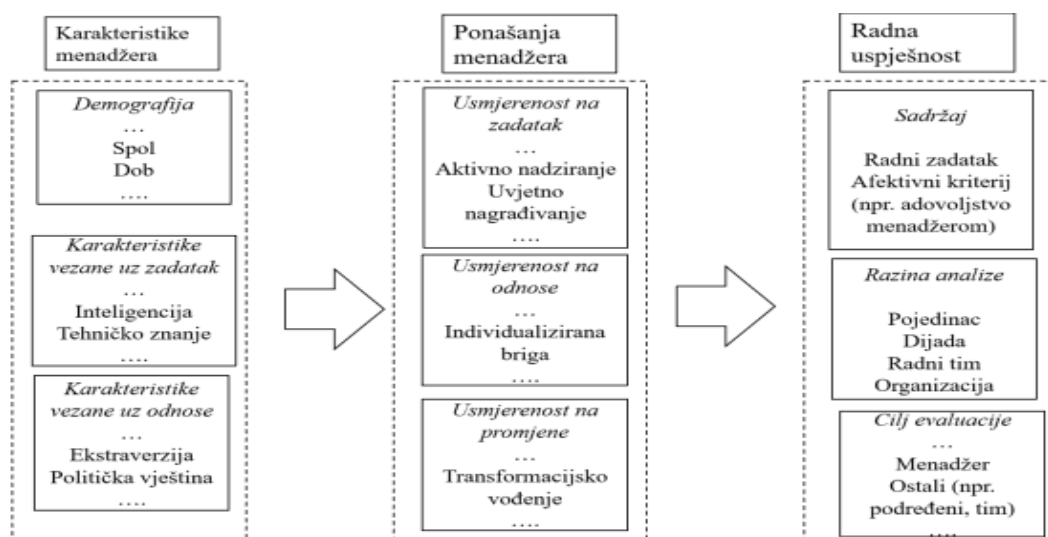 Karakteristike
menadžera
Demografija
…
Spol
Dob
….
Karakteristike
vezane uz zadatak
…
Inteligencija
Tehničko znanje
….
Karakteristike
vezane uz odnose
…
Ekstraverzija
Politička vještina
….
Ponašanja
menadžera
Usmjerenost na
zadatak
…
Aktivno nadziranje
Uvjetno
nagrađivanje
….
Usmjerenost na
odnose
…
Individualizirana
briga
….
Usmjerenost na
promjene
…
Transformacijsko
vođenje
….
Radna
uspješnost
Sadržaj
Radni zadatak
Afektivni kriterij
(npr. adovoljstvo
menadžerom)
Razina analize
Pojedinac
Dijada
Radni tim
Organizacija
Cilj evaluacije
…
Menadžer
Ostali (npr.
podređeni, tim)
….